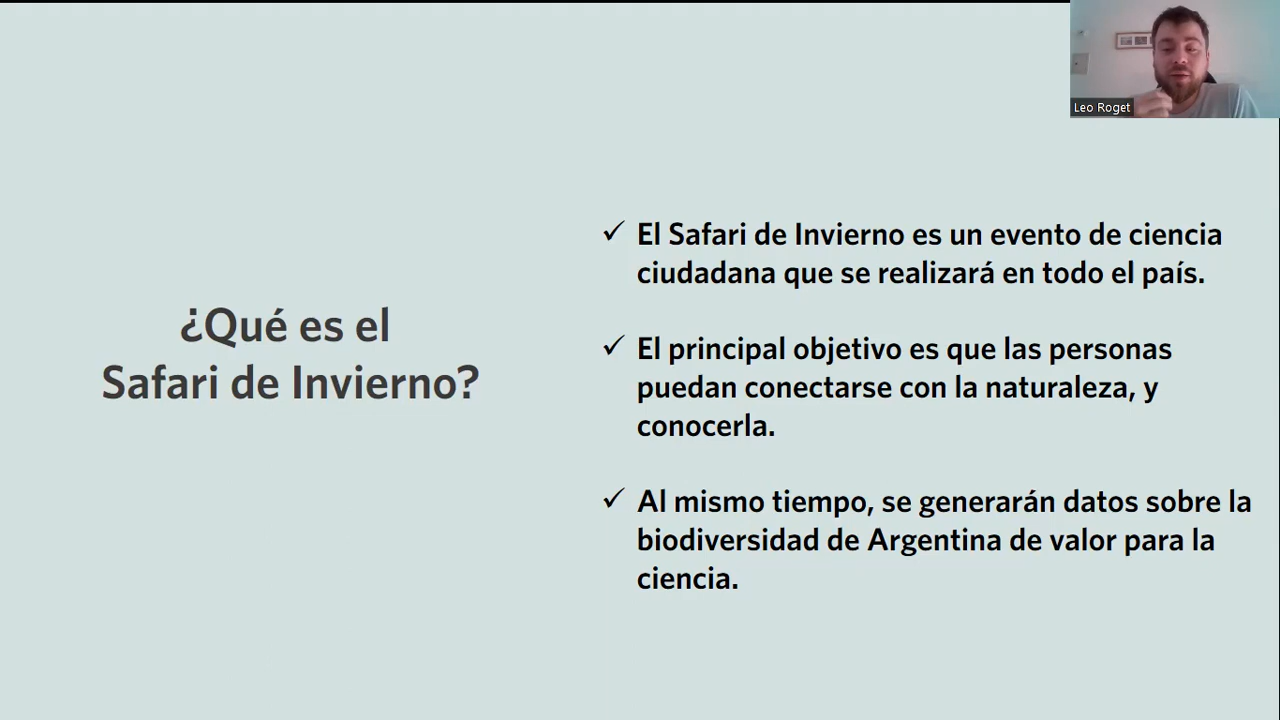 Leo Roget
¿Qué es el
Safari de Invierno?
✓ El Safari de Invierno es un evento de ciencia
ciudadana que se realizará en todo el país.
✓ El principal objetivo es que las personas
puedan conectarse con la naturaleza, y
conocerla.
✓ Al mismo tiempo, se generarán datos sobre la
biodiversidad de Argentina de valor para la
ciencia.